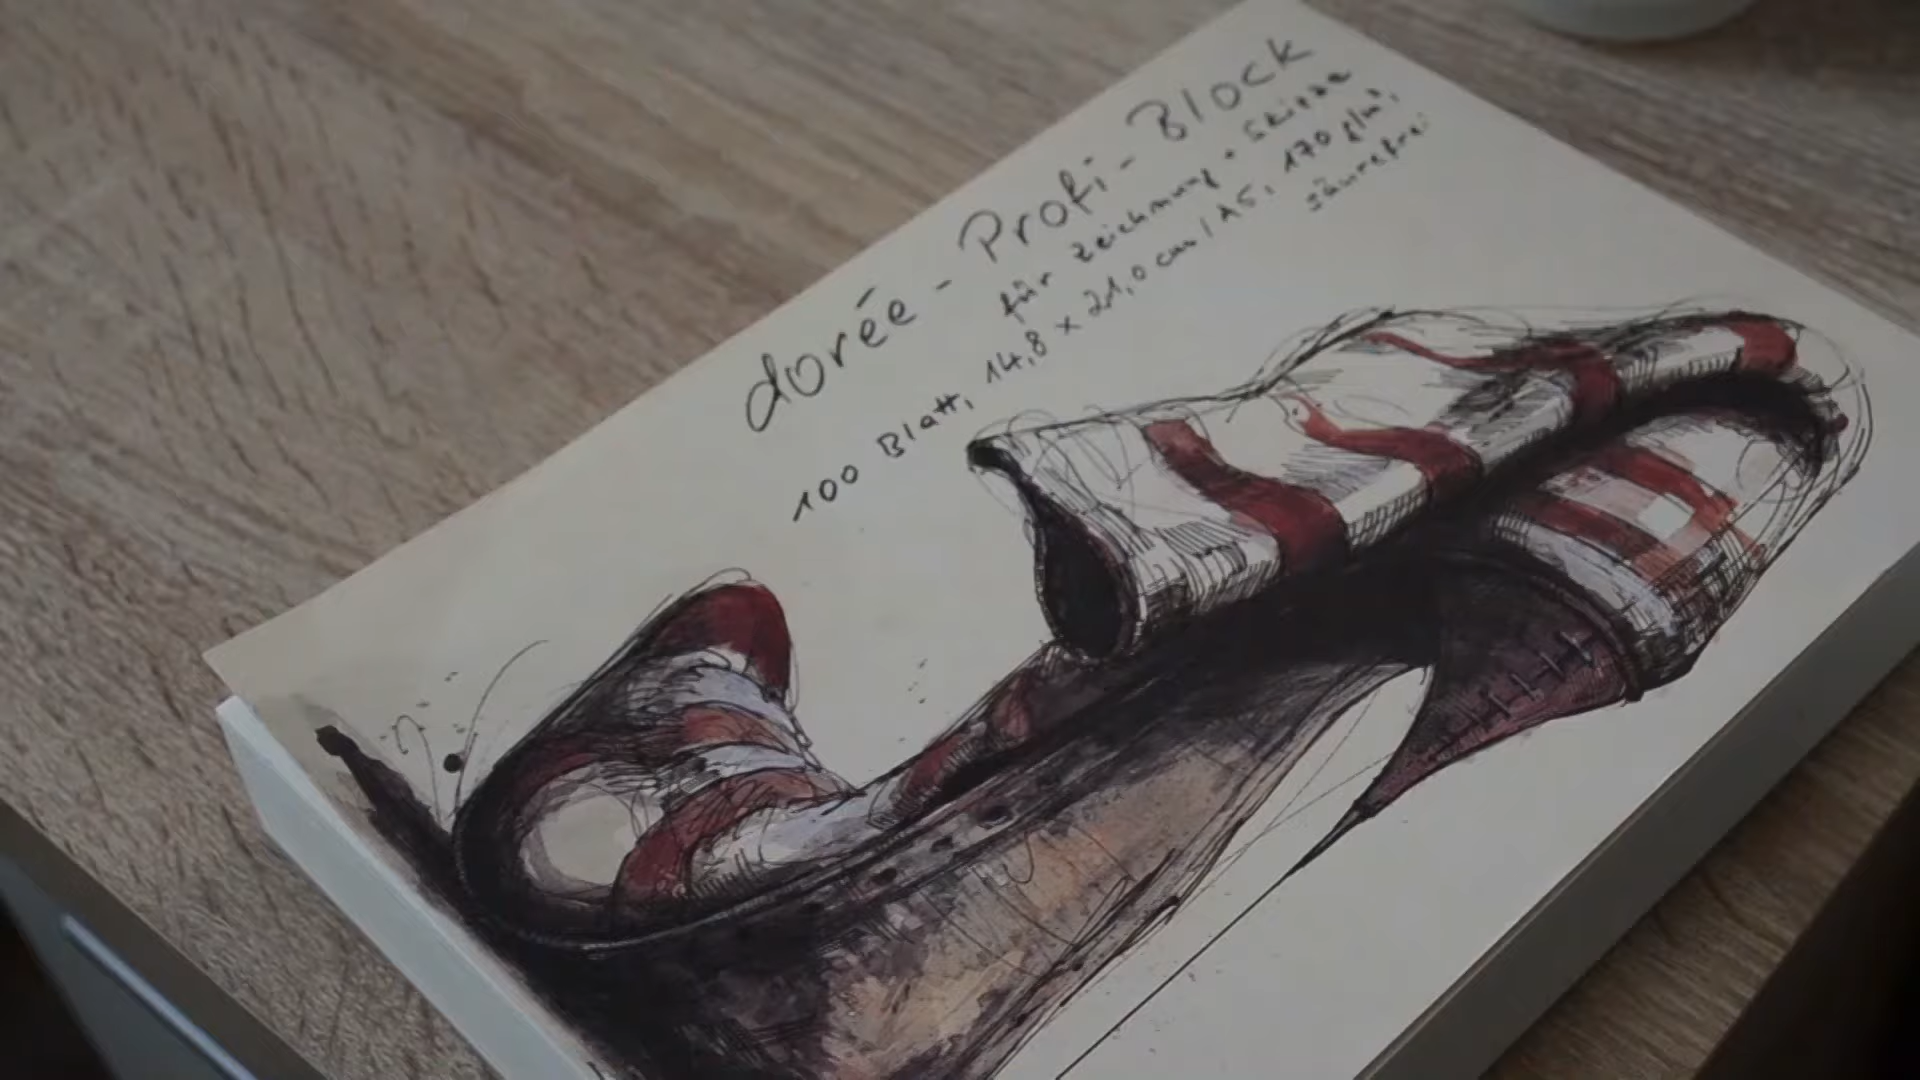 dorée - Profi - Block
für Zeichnung + Skizze
100 Blatt, 14,8 x 21,0 cm / A5, 170 g/m²,
säurefrei